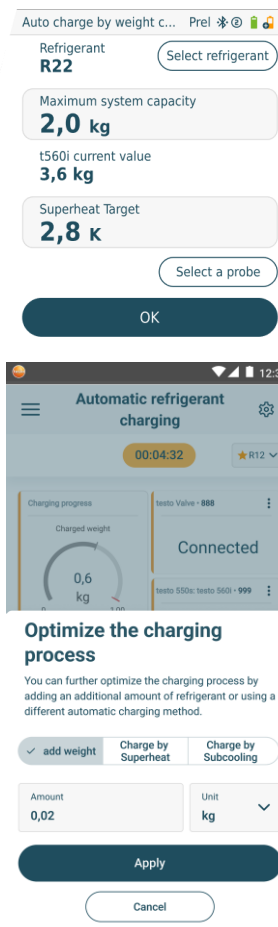 Auto charge by weight c... Prel
Refrigerant
R22
Select refrigerant
Maximum system capacity
2,0 kg
t560i current value
3,6 kg
Superheat Target
2,8 K
Select a probe
OK
12:3
Automatic refrigerant
charging
00:04:32
R12
Charging progress
testo Valve - 888
Charged weight
Connected
0,6
kg
testo 550s: testo 560i - 999
0 1,00
Optimize the charging
process
You can further optimize the charging process by
adding an additional amount of refrigerant or using a
different automatic charging method.
add weight
Charge by
Superheat
Charge by
Subcooling
Amount
0,02
Unit
kg
Apply
Cancel